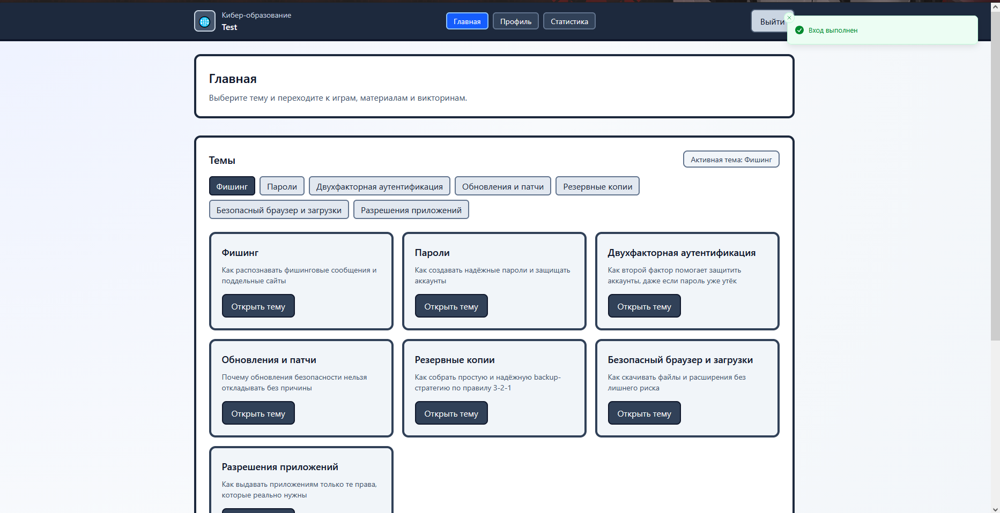 Кибер-образование
Test
Главная
Профиль
Статистика
Выйти
Вход выполнен
Главная
Выберите тему и переходите к играм, материалам и викторинам.
Темы
Активная тема: Фишинг
Фишинг
Пароли
Двухфакторная аутентификация
Обновления и патчи
Резервные копии
Безопасный браузер и загрузки
Разрешения приложений
Фишинг
Как распознавать фишинговые сообщения и
поддельные сайты
Открыть тему
Пароли
Как создавать надёжные пароли и защищать
аккаунты
Открыть тему
Двухфакторная аутентификация
Как второй фактор помогает защитить
аккаунты, даже если пароль уже утёк
Открыть тему
Обновления и патчи
Почему обновления безопасности нельзя
откладывать без причины
Открыть тему
Резервные копии
Как собрать простую и надёжную backup-
стратегию по правилу 3-2-1
Открыть тему
Безопасный браузер и загрузки
Как скачивать файлы и расширения без
лишнего риска
Открыть тему
Разрешения приложений
Как выдавать приложениям только те права,
которые реально нужны